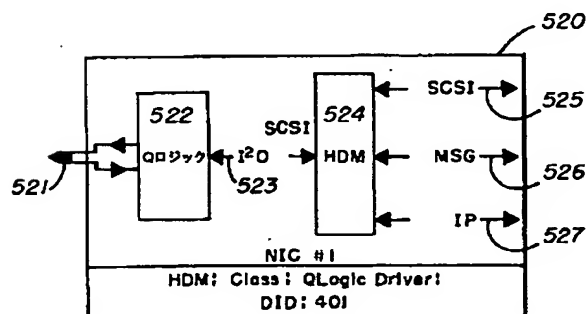 520
522
Qロジック
521
I²O
523
SCSI
524
HDM
SCSI
525
MSG
526
IP
527
NIC #1
HDM; Class; QLogic Driver;
DID: 401